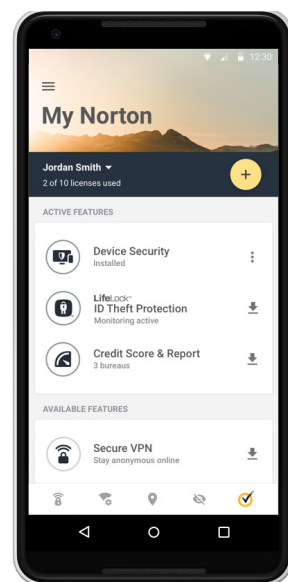 12:30
My Norton
Jordan Smith
2 of 10 licenses used
ACTIVE FEATURES
Device Security
Installed
LifeLock
ID Theft Protection
Monitoring active
Credit Score & Report
3 bureaus
AVAILABLE FEATURES
Secure VPN
Stay anonymous online